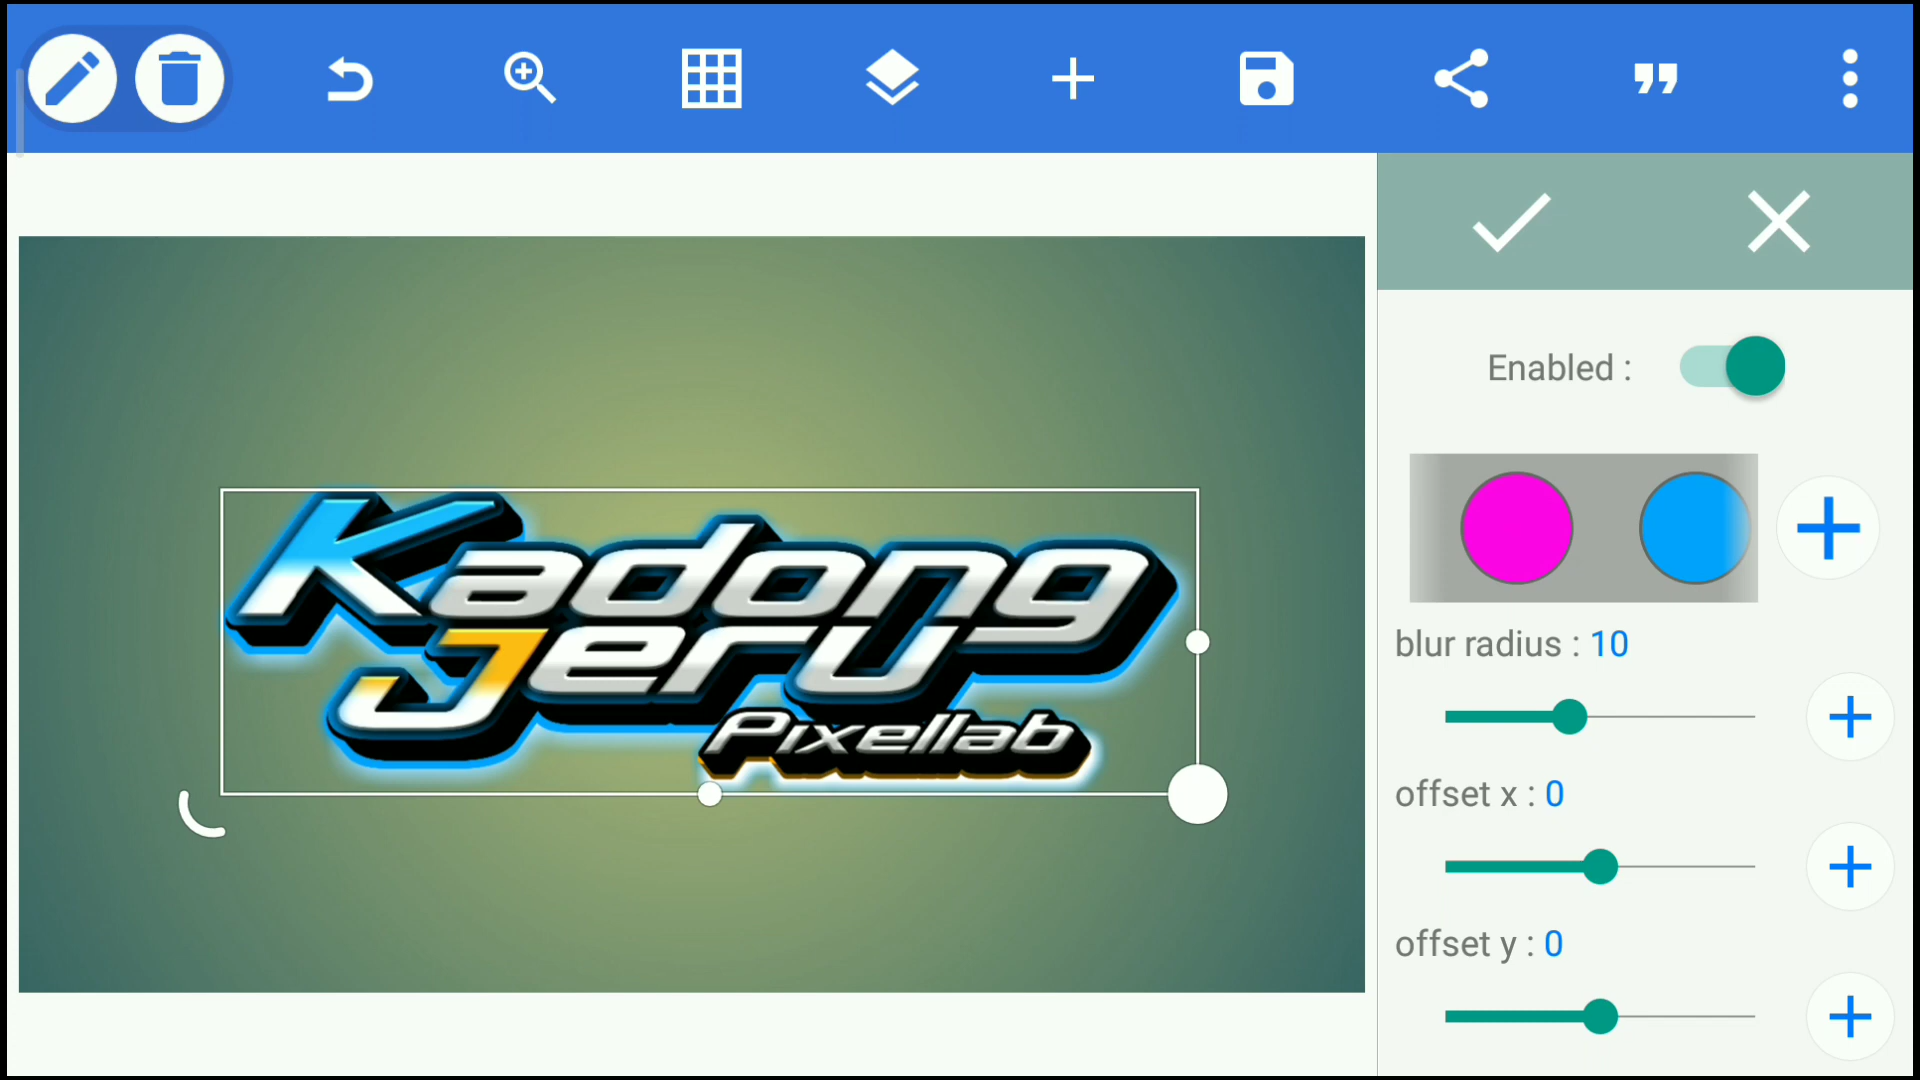 Enabled :
Kadong
Jeru
Pixellab
blur radius : 10
offset x : 0
offset y : 0